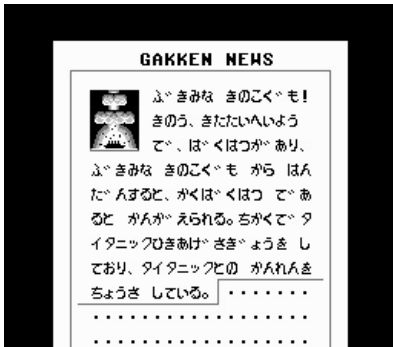 GAKKEN NEWS
ぶきみな きのこぐも!
きのう、きたたいへいよう
で、ばくはつがあり、
ぶきみな きのこぐも から はん
だんすると、かくばくはつ であ
ると かんがえられる。ちかくで タ
イタニックひきあげさぎょうを し
ており、タイタニックとの かんれんを
ちょうさ している。